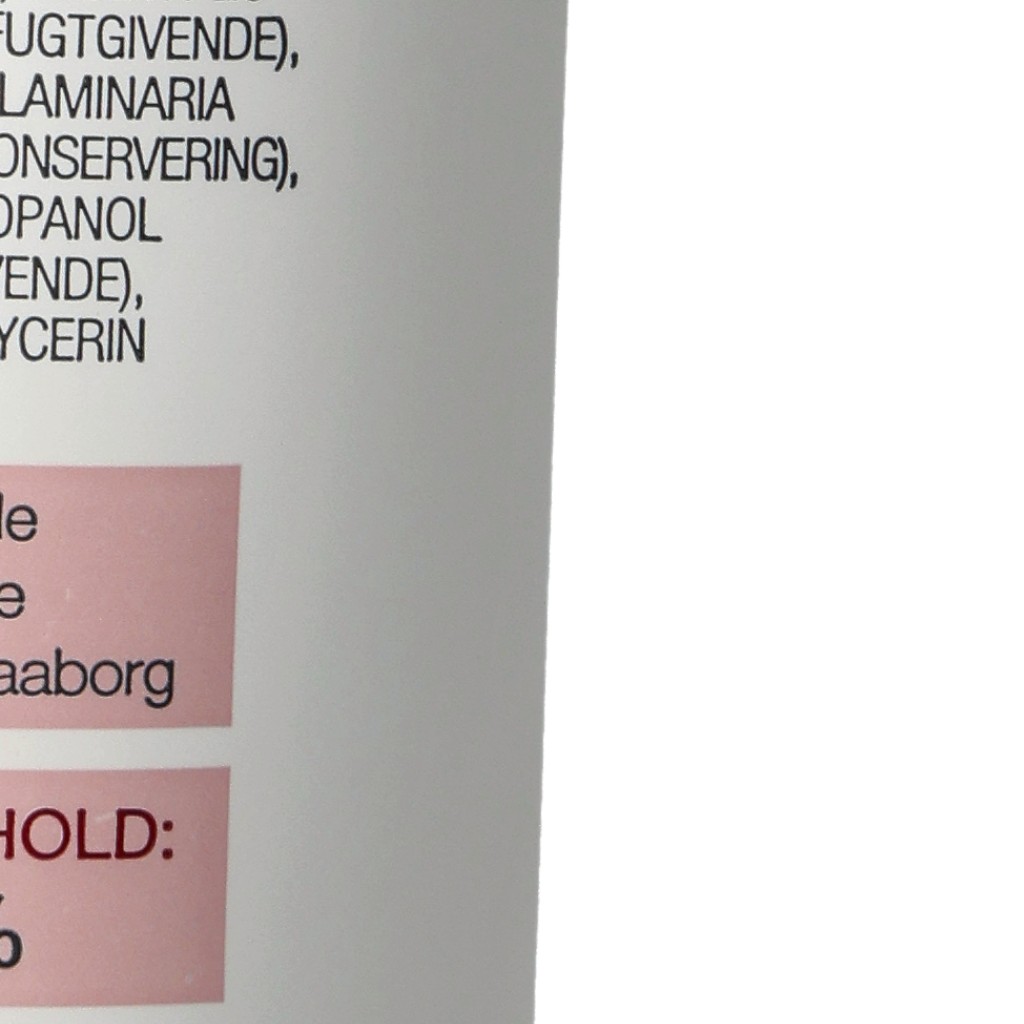 FUGTGIVENDE),
LAMINARIA
ONSERVERING),
OPANOL
VENDE),
YCERIN
le
e
aaborg
HOLD:
%